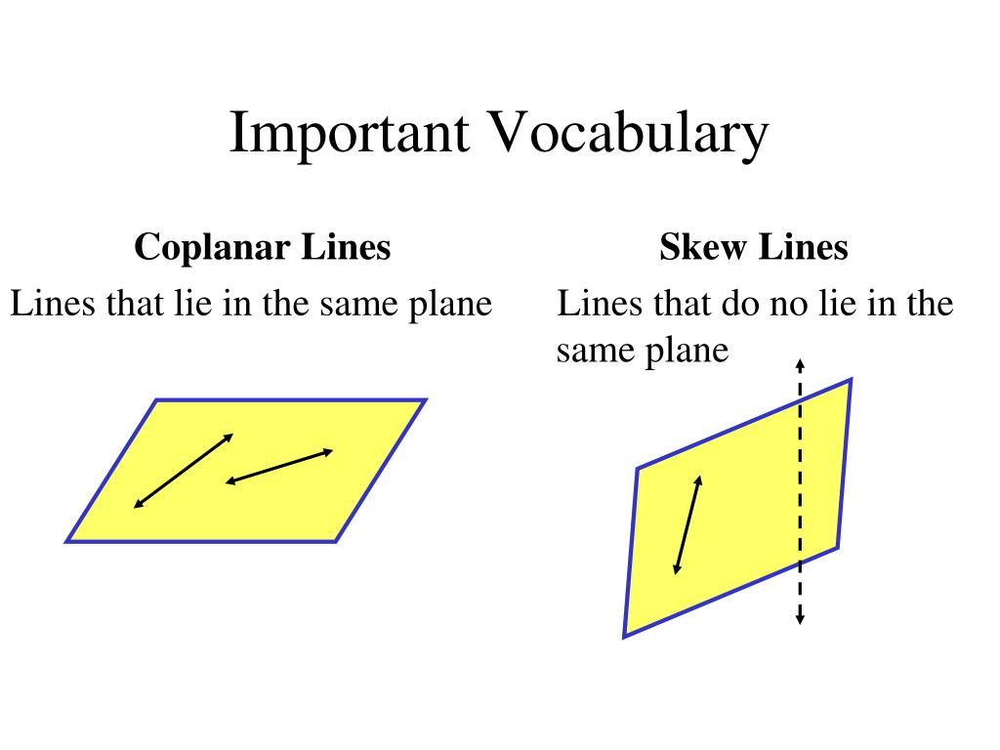 Important Vocabulary
Coplanar Lines
Lines that lie in the same plane
Skew Lines
Lines that do no lie in the
same plane